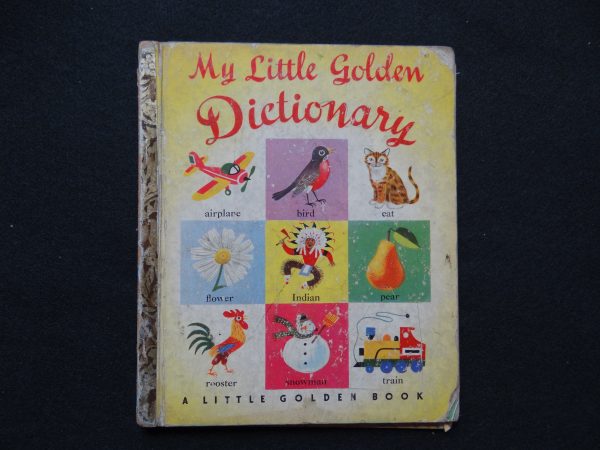 My Little Golden
Dictionary
airplane
bird
cat
flower
Indian
pear
rooster
snowman
train
A LITTLE GOLDEN BOOK